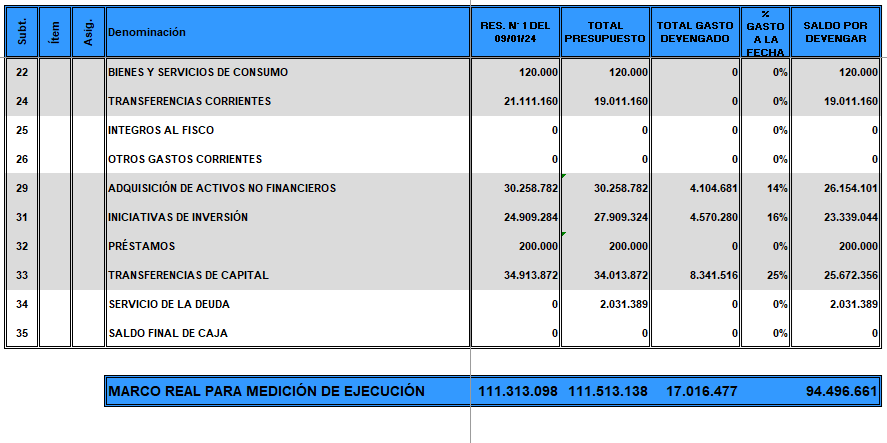 Subt. Ítem Asig. Denominación RES. N° 1 DEL 09/01/24 TOTAL PRESUPUESTO TOTAL GASTO DEVENGADO % GASTO A LA FECHA SALDO POR DEVENGAR
22 BIENES Y SERVICIOS DE CONSUMO 120.000 120.000 0 0% 120.000
24 TRANSFERENCIAS CORRIENTES 21.111.160 19.011.160 0 0% 19.011.160
25 INTEGROS AL FISCO 0 0 0 0% 0
26 OTROS GASTOS CORRIENTES 0 0 0 0% 0
29 ADQUISICIÓN DE ACTIVOS NO FINANCIEROS 30.258.782 30.258.782 4.104.681 14% 26.154.101
31 INICIATIVAS DE INVERSIÓN 24.909.284 27.909.324 4.570.280 16% 23.339.044
32 PRÉSTAMOS 200.000 200.000 0 0% 200.000
33 TRANSFERENCIAS DE CAPITAL 34.913.872 34.013.872 8.341.516 25% 25.672.356
34 SERVICIO DE LA DEUDA 0 2.031.389 0 0% 2.031.389
35 SALDO FINAL DE CAJA 0 0 0 0% 0
MARCO REAL PARA MEDICIÓN DE EJECUCIÓN 111.313.098 111.513.138 17.016.477 94.496.661